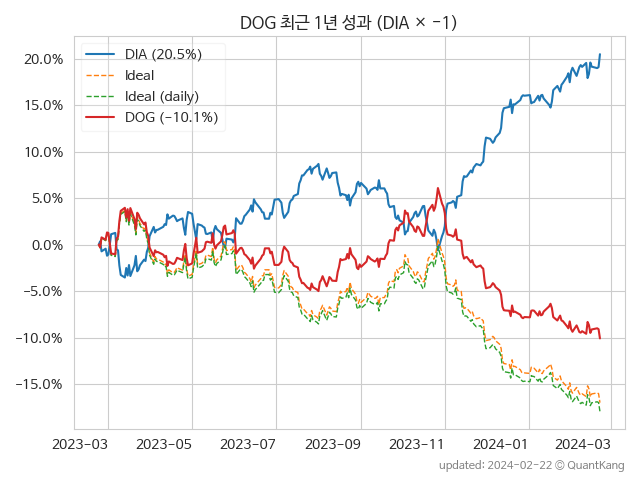 DOG 최근 1년 성과 (DIA × −1)
DIA (20.5%)
Ideal
Ideal (daily)
DOG (−10.1%)
20.0%
15.0%
10.0%
5.0%
0.0%
−5.0%
−10.0%
−15.0%
2023-03 2023-05 2023-07 2023-09 2023-11 2024-01 2024-03
updated: 2024-02-22 © QuantKang